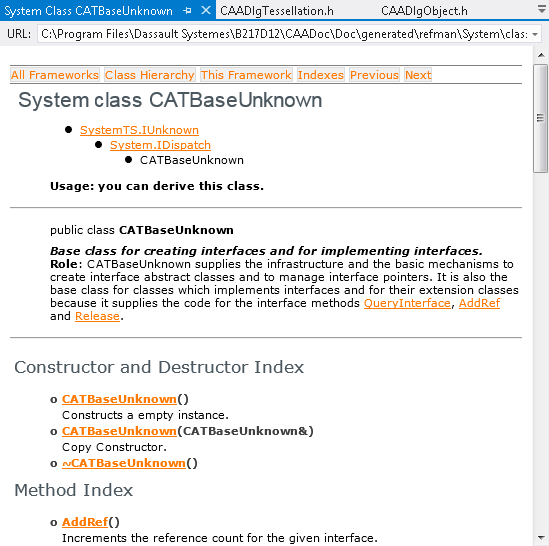 System Class CATBaseUnknown
CAADlgTessellation.h
CAADlgObject.h
URL: C:\Program Files\Dassault Systemes\B217D12\CAADoc\Doc\generated\refman\System\clas:
All Frameworks Class Hierarchy This Framework Indexes Previous Next
System class CATBaseUnknown
SystemTS.IUnknown
System.IDispatch
CATBaseUnknown
Usage: you can derive this class.
public class CATBaseUnknown
Base class for creating interfaces and for implementing interfaces.
Role: CATBaseUnknown supplies the infrastructure and the basic mechanisms to
create interface abstract classes and to manage interface pointers. It is also the
base class for classes which implements interfaces and for their extension classes
because it supplies the code for the interface methods QueryInterface, AddRef
and Release.
Constructor and Destructor Index
o CATBaseUnknown()
Constructs a empty instance.
o CATBaseUnknown(CATBaseUnknown&)
Copy Constructor.
o ~CATBaseUnknown()
Method Index
o AddRef()
Increments the reference count for the given interface.